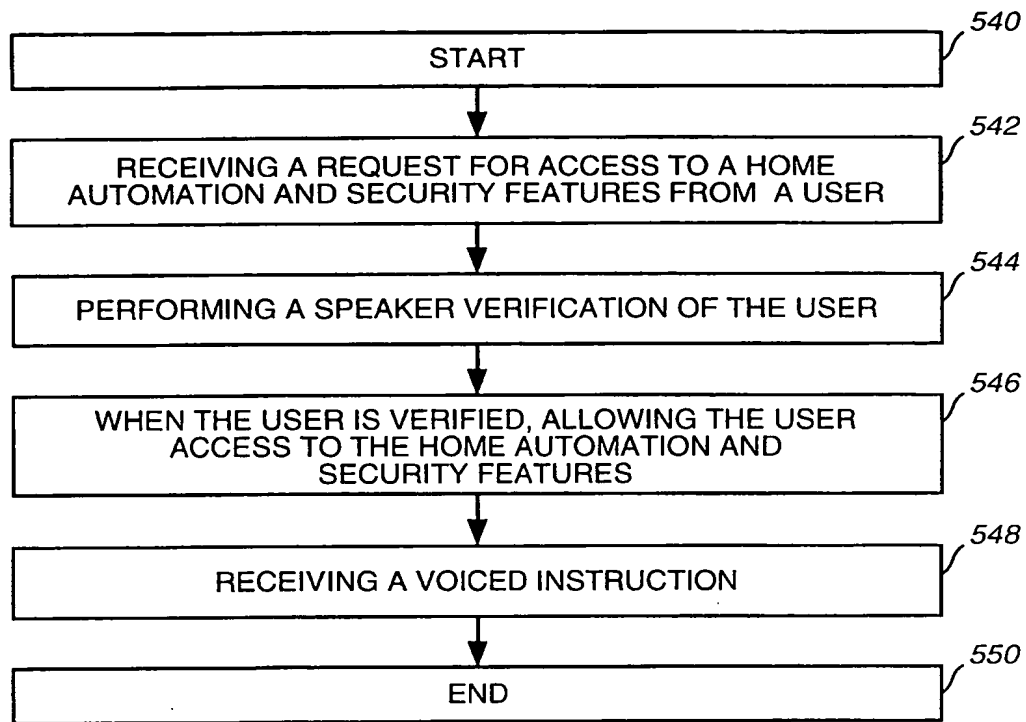 540
START
542
RECEIVING A REQUEST FOR ACCESS TO A HOME
AUTOMATION AND SECURITY FEATURES FROM A USER
544
PERFORMING A SPEAKER VERIFICATION OF THE USER
546
WHEN THE USER IS VERIFIED, ALLOWING THE USER
ACCESS TO THE HOME AUTOMATION AND
SECURITY FEATURES
548
RECEIVING A VOICED INSTRUCTION
550
END